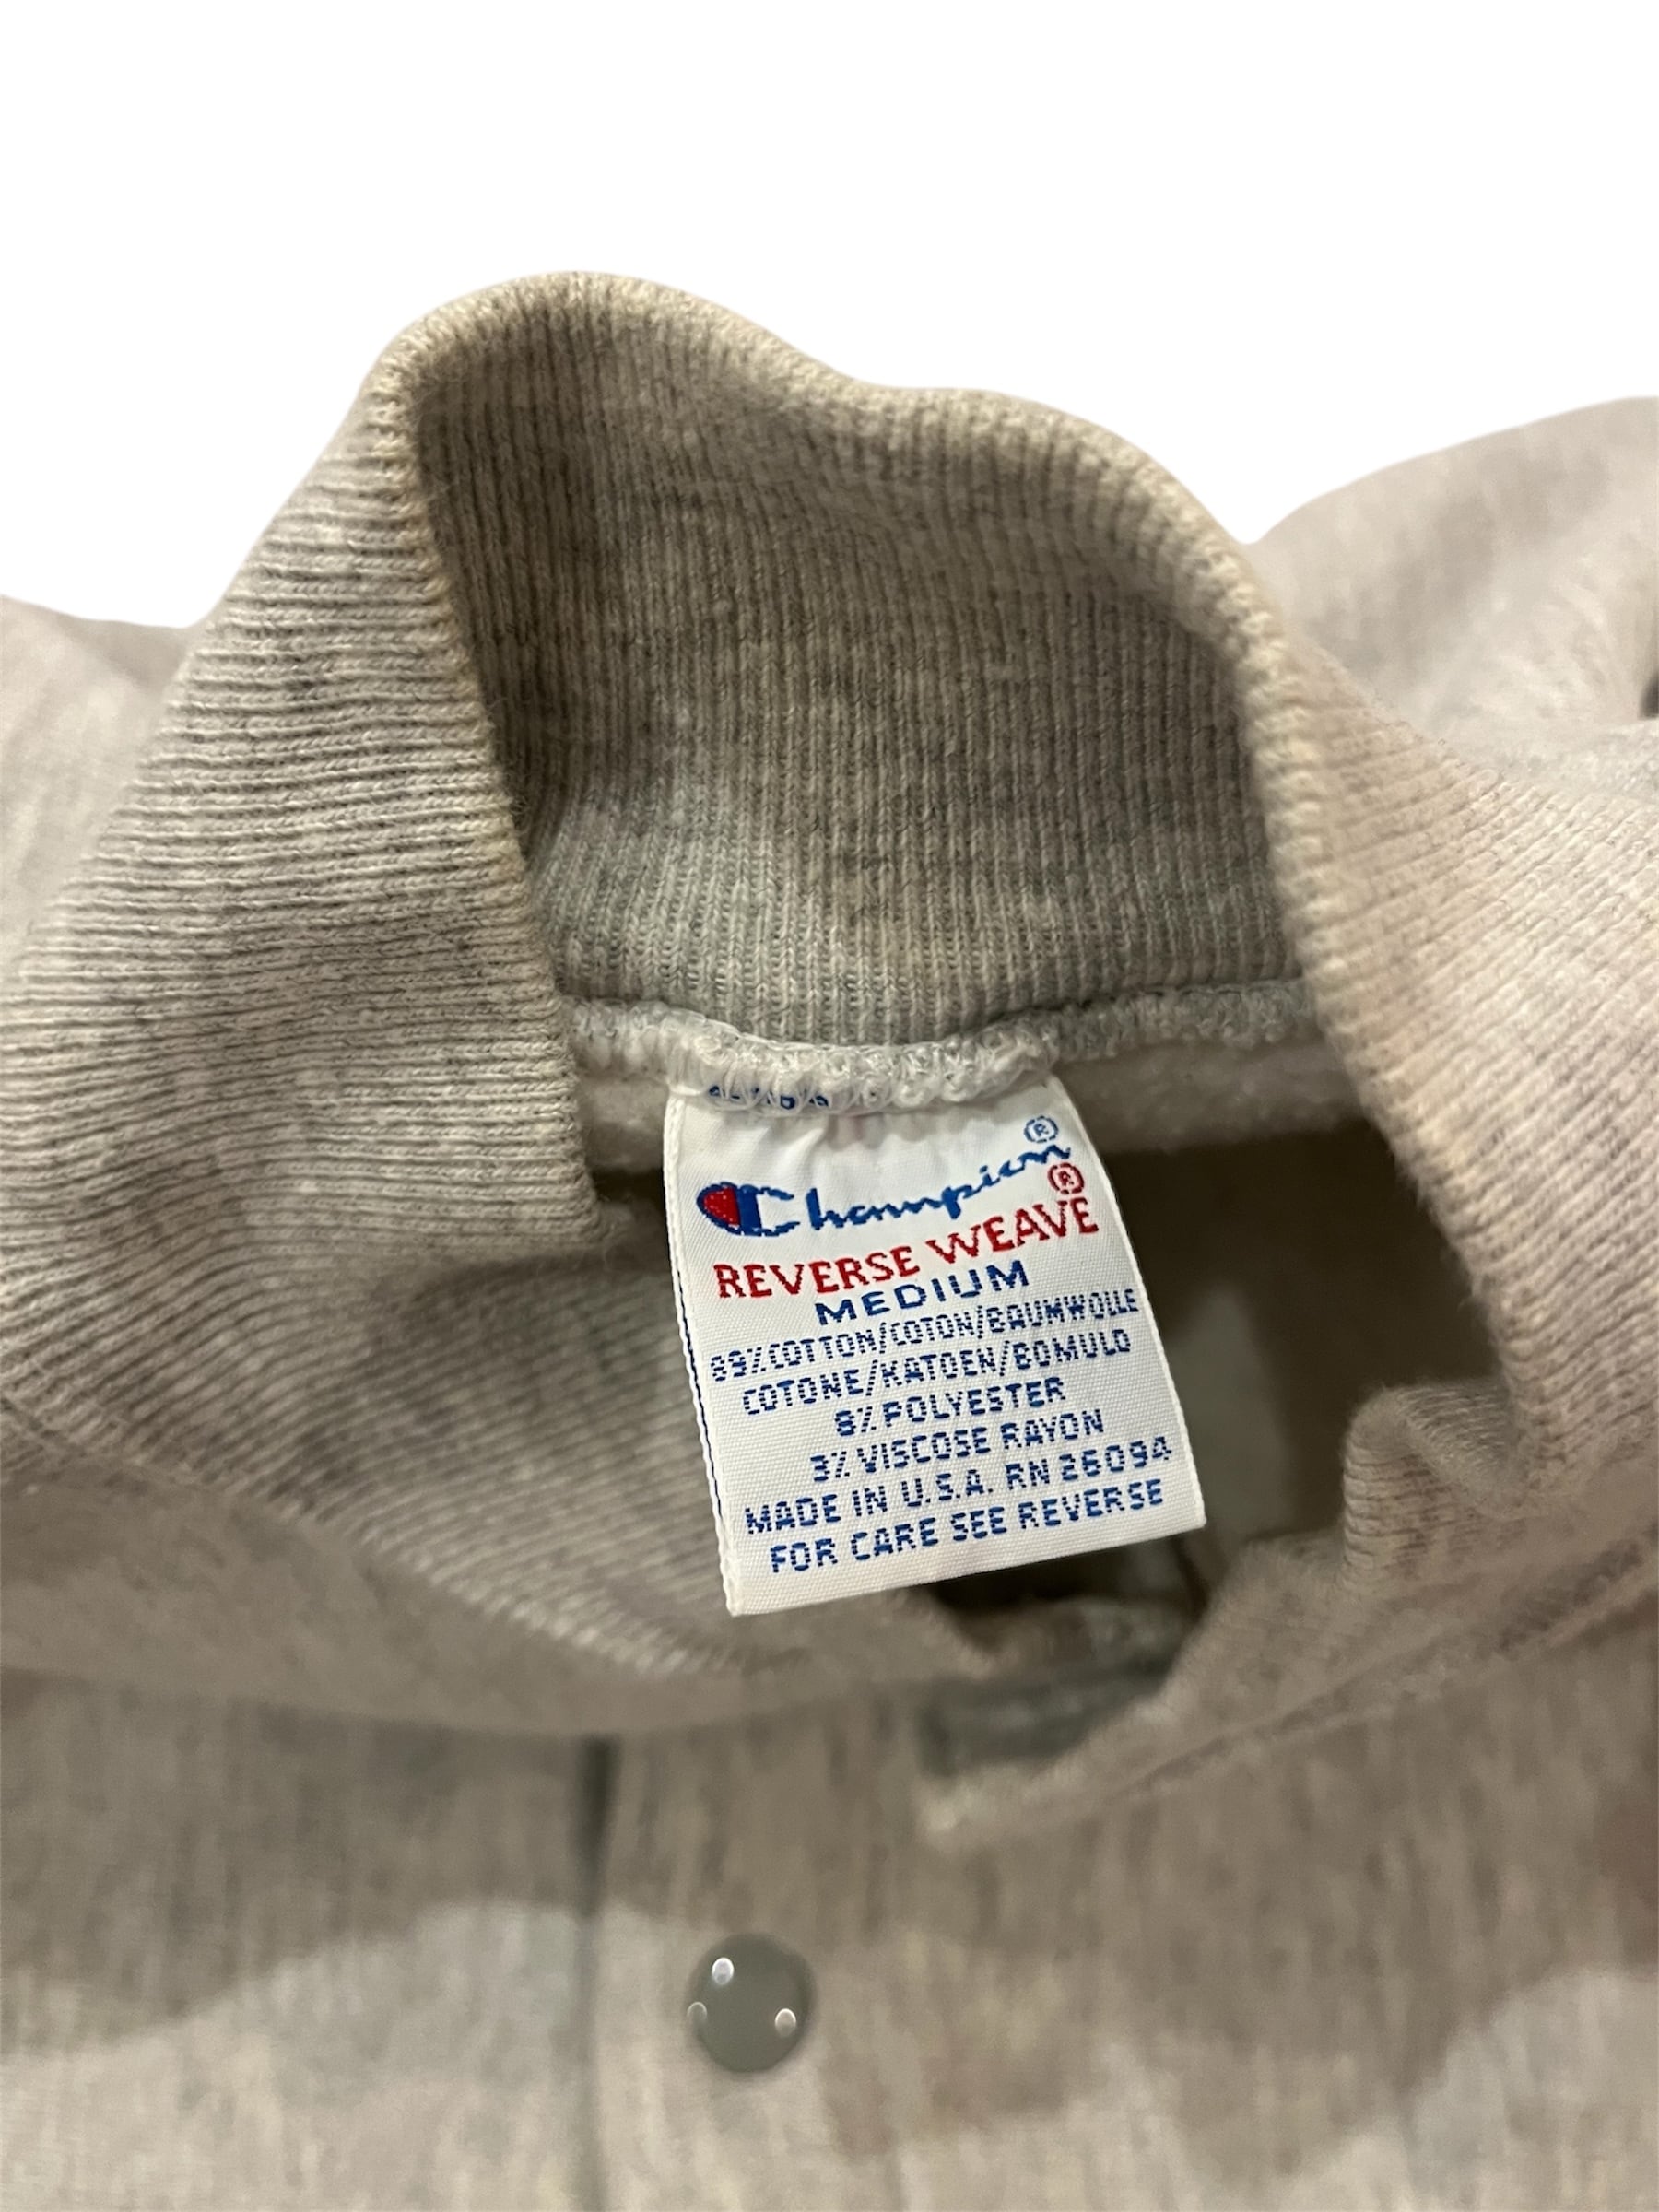 Champion®
REVERSE WEAVE®
MEDIUM
89% COTTON/COTON/BAUMWOLLE
COTONE/KATOEN/BOMULD
8% POLYESTER
3% VISCOSE RAYON
MADE IN U.S.A. RN 26094
FOR CARE SEE REVERSE